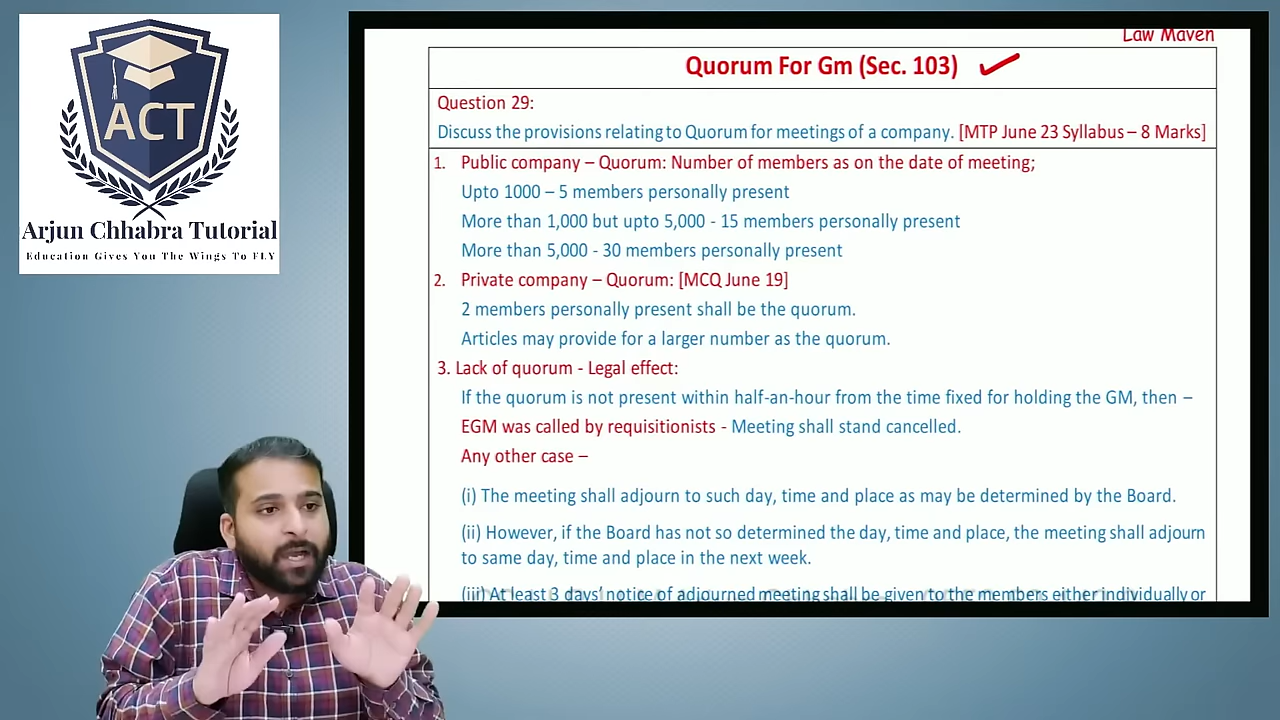 ACT
Arjun Chhabra Tutorial
Education Gives You The Wings To FLY
Law Maven
Quorum For Gm (Sec. 103)
Question 29:
Discuss the provisions relating to Quorum for meetings of a company. [MTP June 23 Syllabus – 8 Marks]
1. Public company – Quorum: Number of members as on the date of meeting;
Upto 1000 – 5 members personally present
More than 1,000 but upto 5,000 - 15 members personally present
More than 5,000 - 30 members personally present
2. Private company – Quorum: [MCQ June 19]
2 members personally present shall be the quorum.
Articles may provide for a larger number as the quorum.
3. Lack of quorum - Legal effect:
If the quorum is not present within half-an-hour from the time fixed for holding the GM, then –
EGM was called by requisitionists - Meeting shall stand cancelled.
Any other case –
(i) The meeting shall adjourn to such day, time and place as may be determined by the Board.
(ii) However, if the Board has not so determined the day, time and place, the meeting shall adjourn
to same day, time and place in the next week.
(iii) At least 3 days' notice of adjourned meeting shall be given to the members either individually or